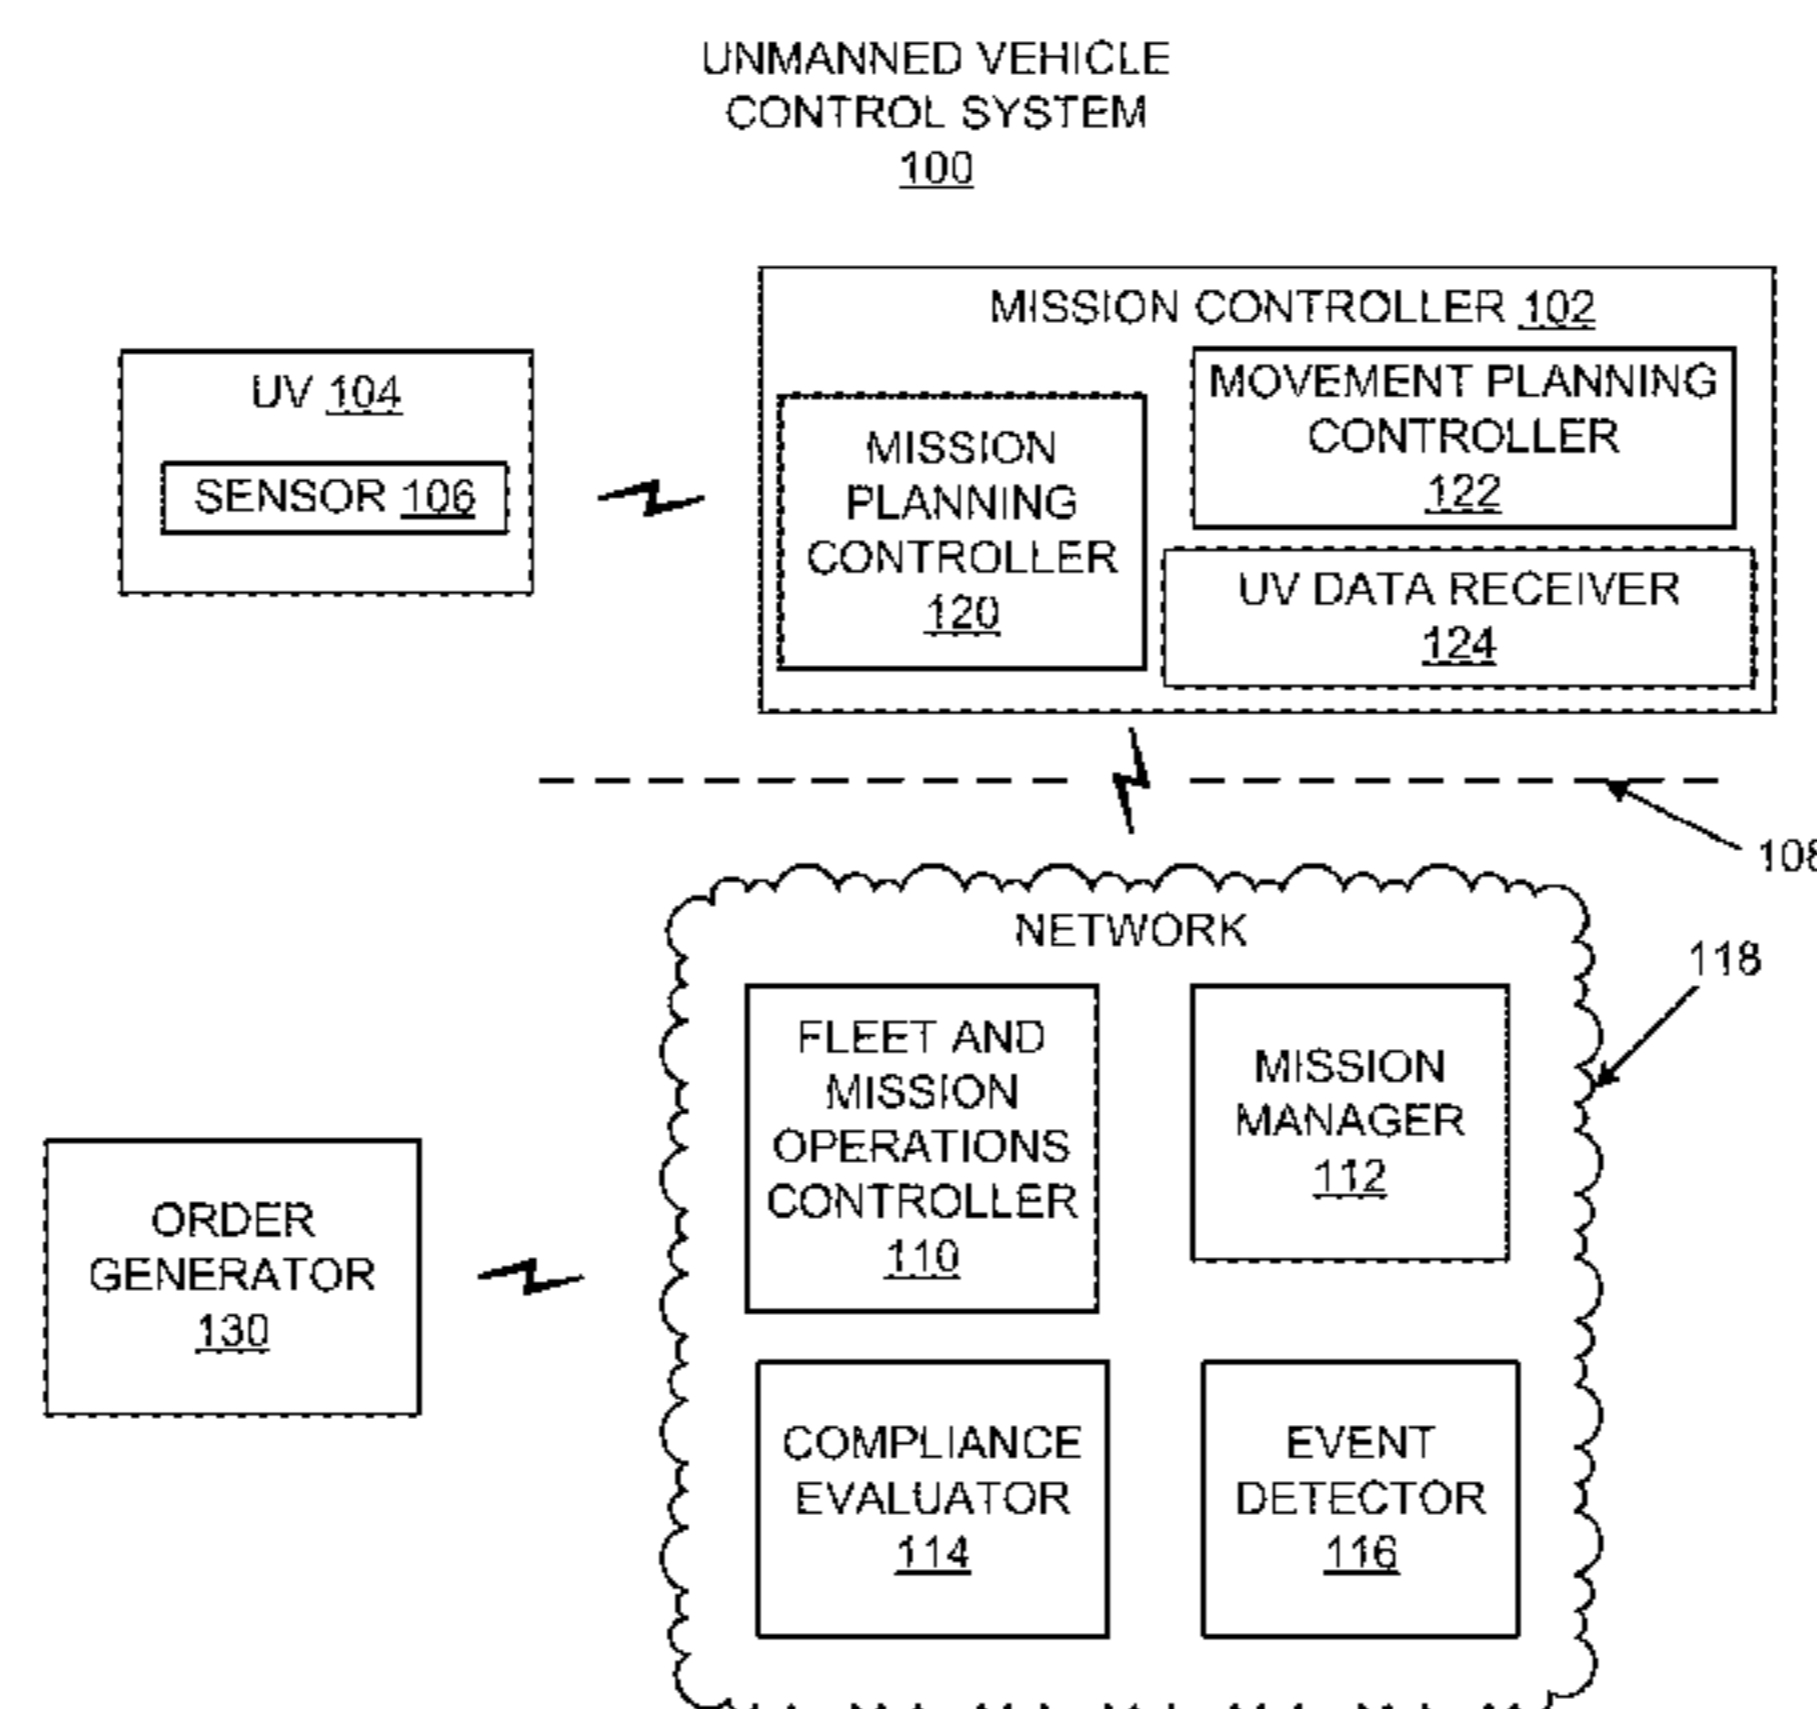 UNMANNED VEHICLE
CONTROL SYSTEM
100
MISSION CONTROLLER 102
UV 104
SENSOR 106
MISSION
PLANNING
CONTROLLER
120
MOVEMENT PLANNING
CONTROLLER
122
UV DATA RECEIVER
124
108
NETWORK
118
FLEET AND
MISSION
OPERATIONS
CONTROLLER
110
MISSION
MANAGER
112
ORDER
GENERATOR
130
COMPLIANCE
EVALUATOR
114
EVENT
DETECTOR
116